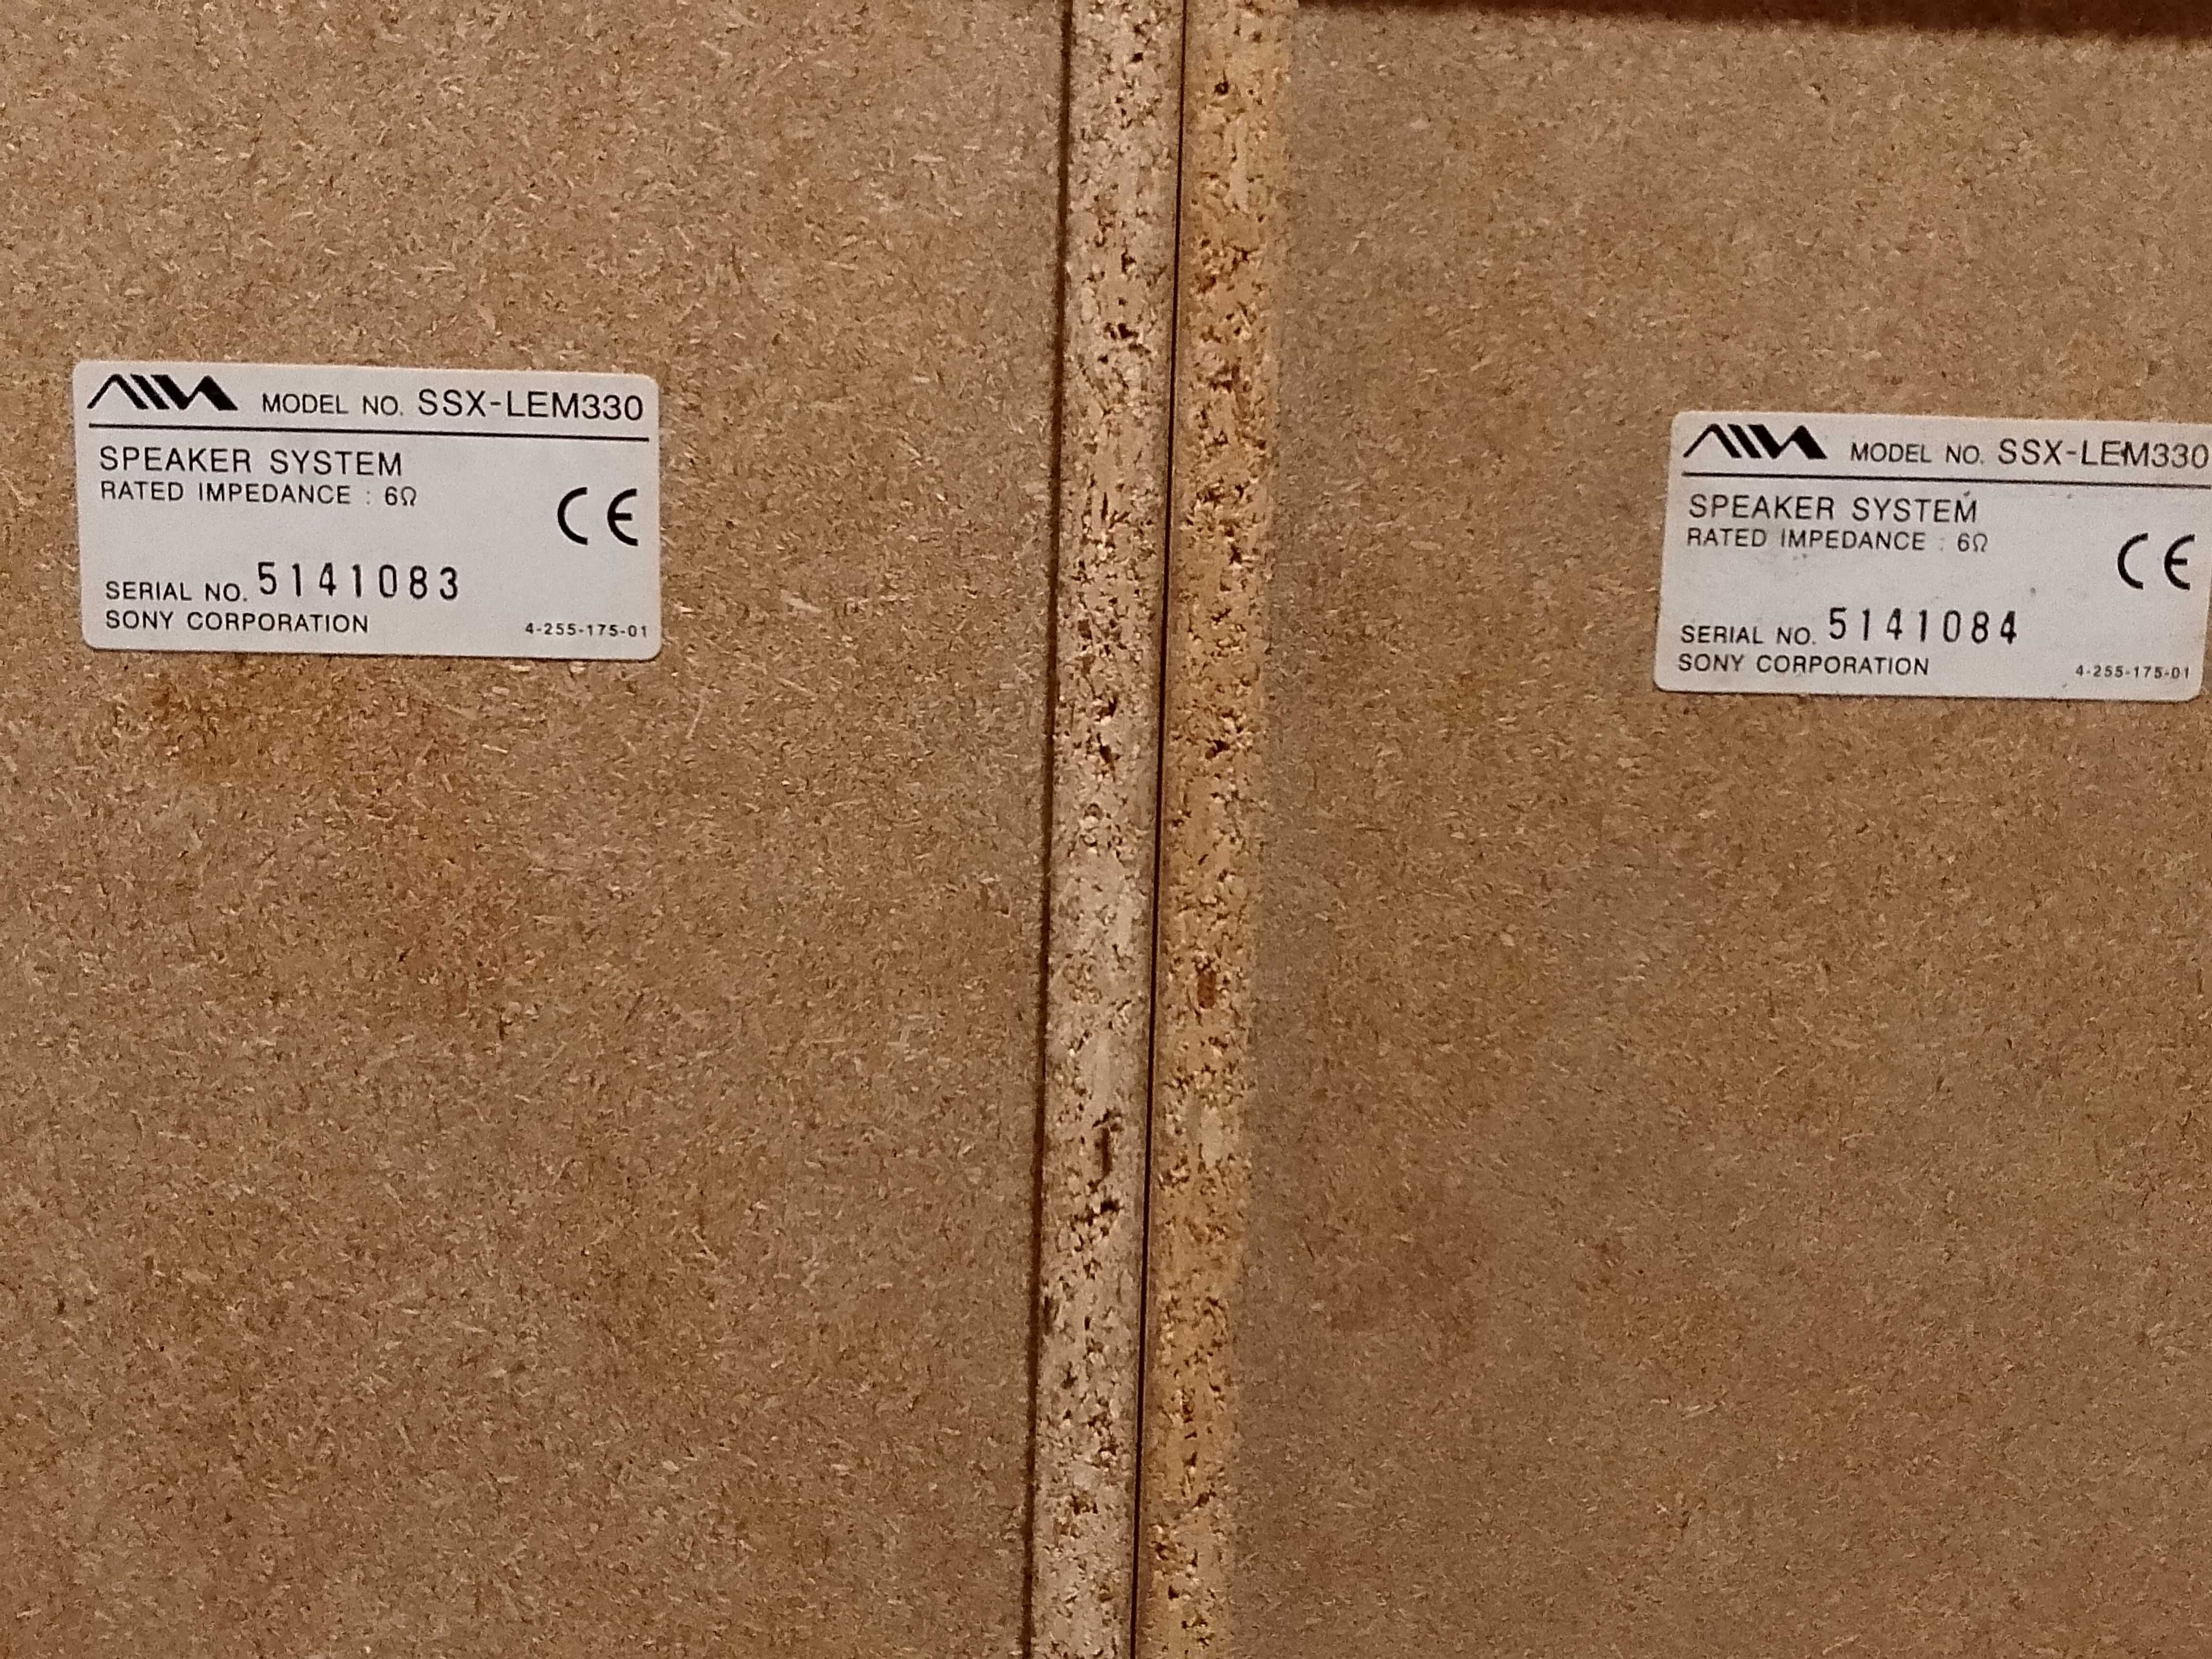 AIWA MODEL NO. SSX-LEM330
SPEAKER SYSTEM
RATED IMPEDANCE : 6Ω
CE
SERIAL NO. 5141083
SONY CORPORATION 4-255-175-01
AIWA MODEL NO. SSX-LEM330
SPEAKER SYSTEM
RATED IMPEDANCE : 6Ω
CE
SERIAL NO. 5141084
SONY CORPORATION 4-255-175-01